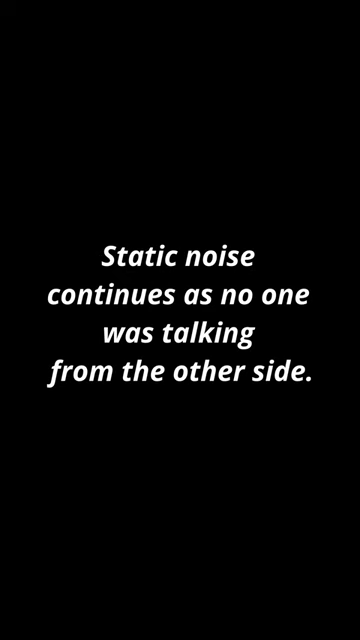 Static noise
continues as no one
was talking
from the other side.